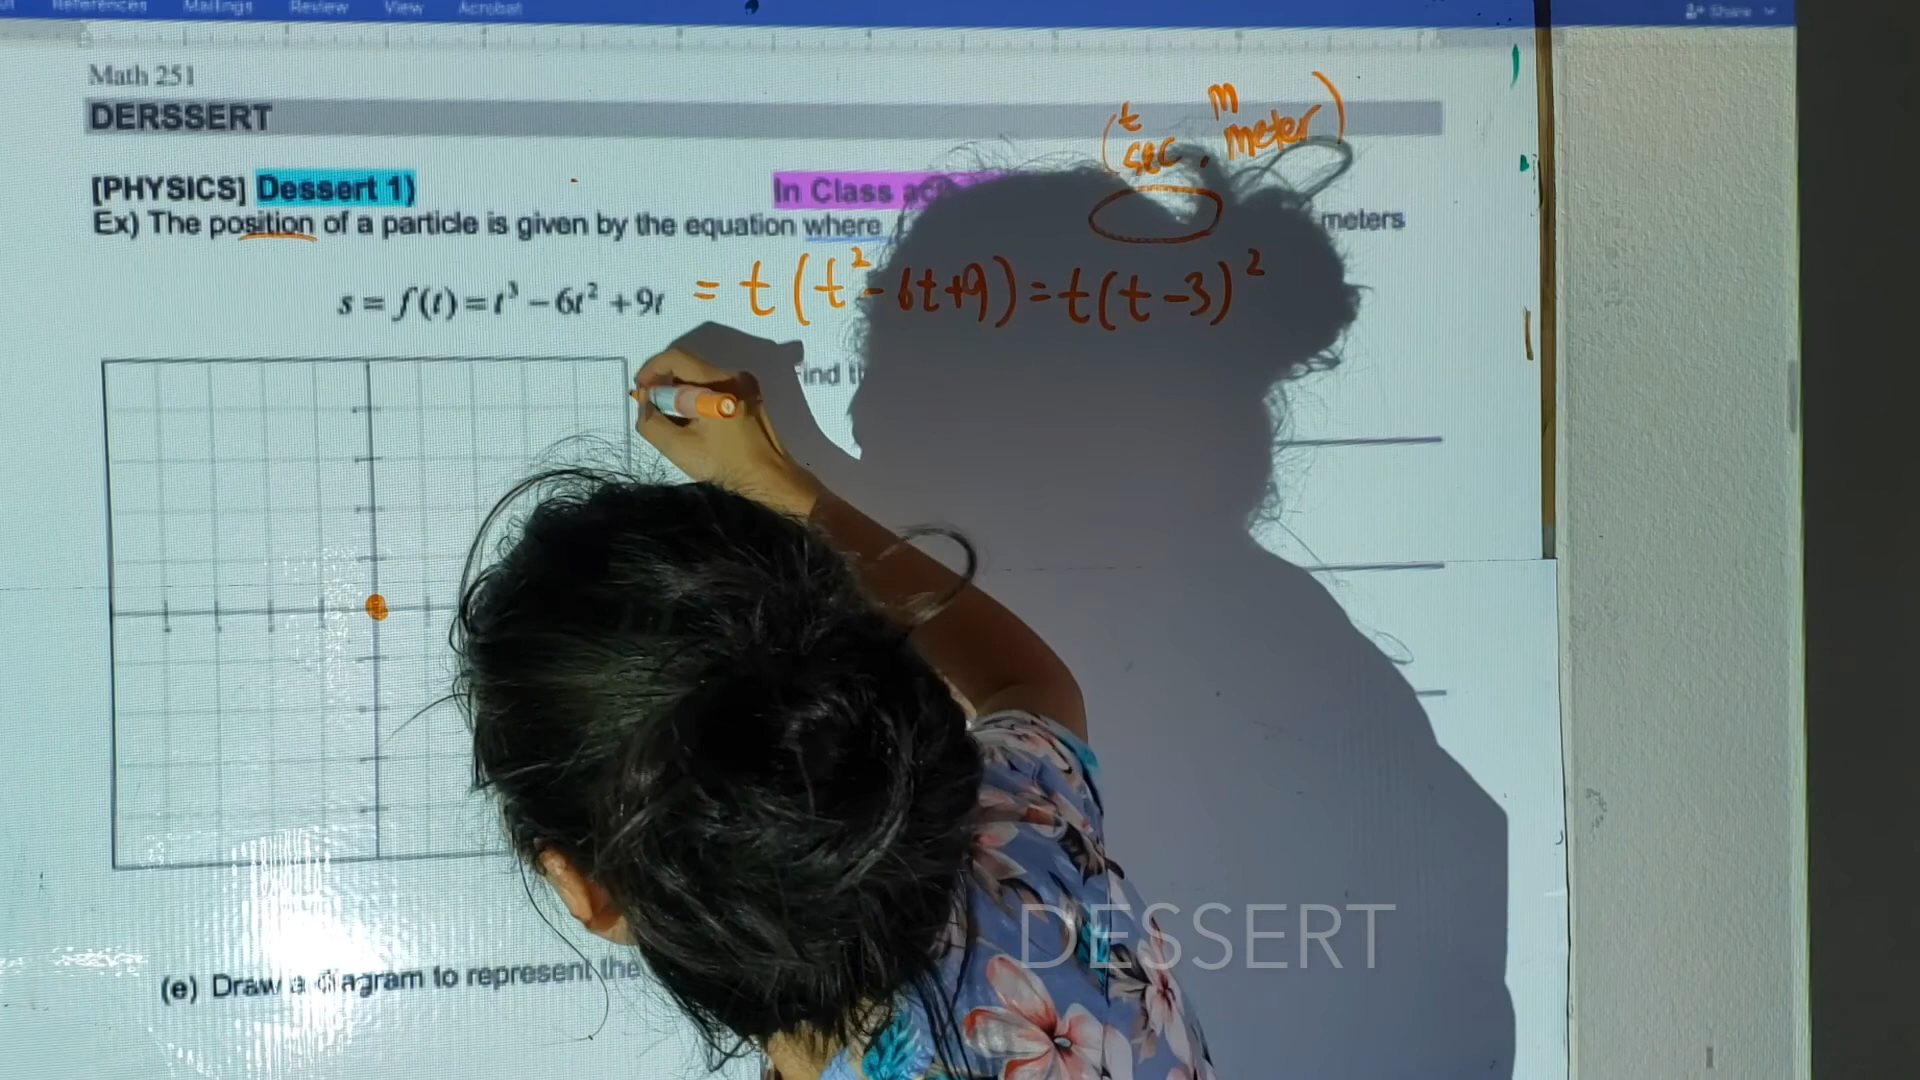 References Mailings Review View Acrobat Share
Math 251
DERSSERT
t m
(sec, meter)
[PHYSICS] Dessert 1) In Class
Ex) The position of a particle is given by the equation where meters
s = f(t) = t³ − 6t² + 9t = t(t² - 6t+9) = t(t-3)²
DESSERT
(e) Draw a diagram to represent the